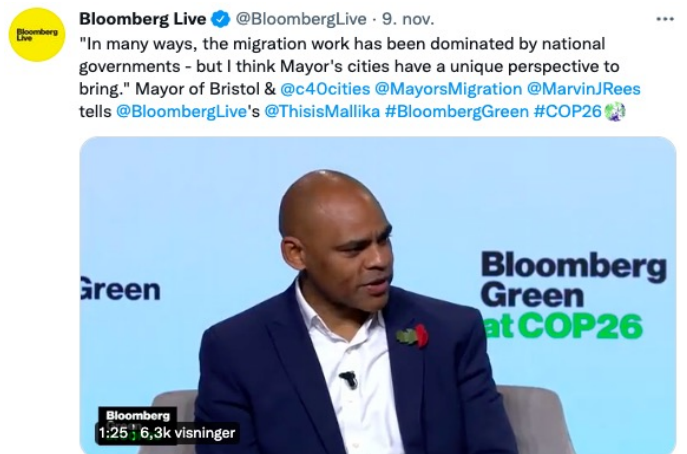 Bloomberg
Live
Bloomberg Live @BloombergLive · 9. nov.
"In many ways, the migration work has been dominated by national
governments - but I think Mayor's cities have a unique perspective to
bring." Mayor of Bristol & @c40cities @MayorsMigration @MarvinJRees
tells @BloombergLive's @ThisisMallika #BloombergGreen #COP26
Green
Bloomberg
Green
at COP26
Bloomberg
1:25 · 6,3k visninger